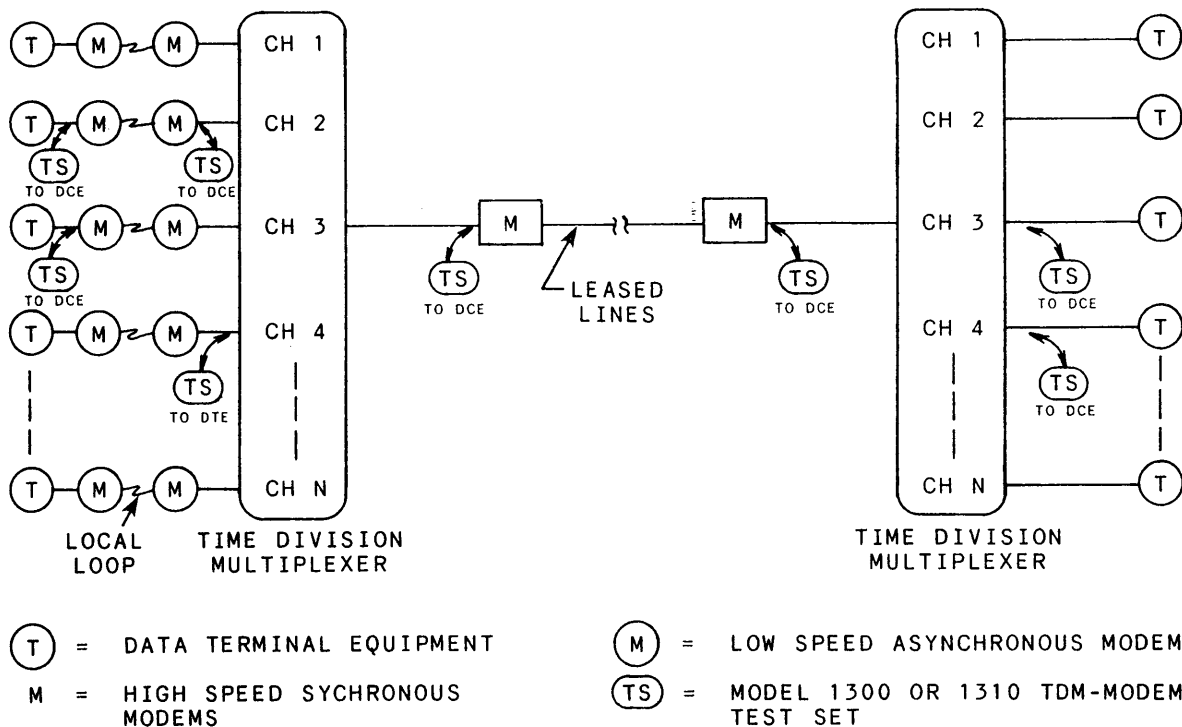 T M M CH 1 CH 1 T
T M M CH 2 CH 2 T
TS TS
TO DCE TO DCE
T M M CH 3 M M CH 3 T
TS TS TS TS
TO DCE TO DCE TO DCE TO DCE
LEASED
LINES
T M M CH 4 CH 4 T
TS TS
TO DTE TO DCE
T M M CH N CH N T
LOCAL
LOOP
TIME DIVISION
MULTIPLEXER
TIME DIVISION
MULTIPLEXER
T = DATA TERMINAL EQUIPMENT
M = HIGH SPEED SYCHRONOUS
MODEMS
M = LOW SPEED ASYNCHRONOUS MODEM
TS = MODEL 1300 OR 1310 TDM-MODEM
TEST SET